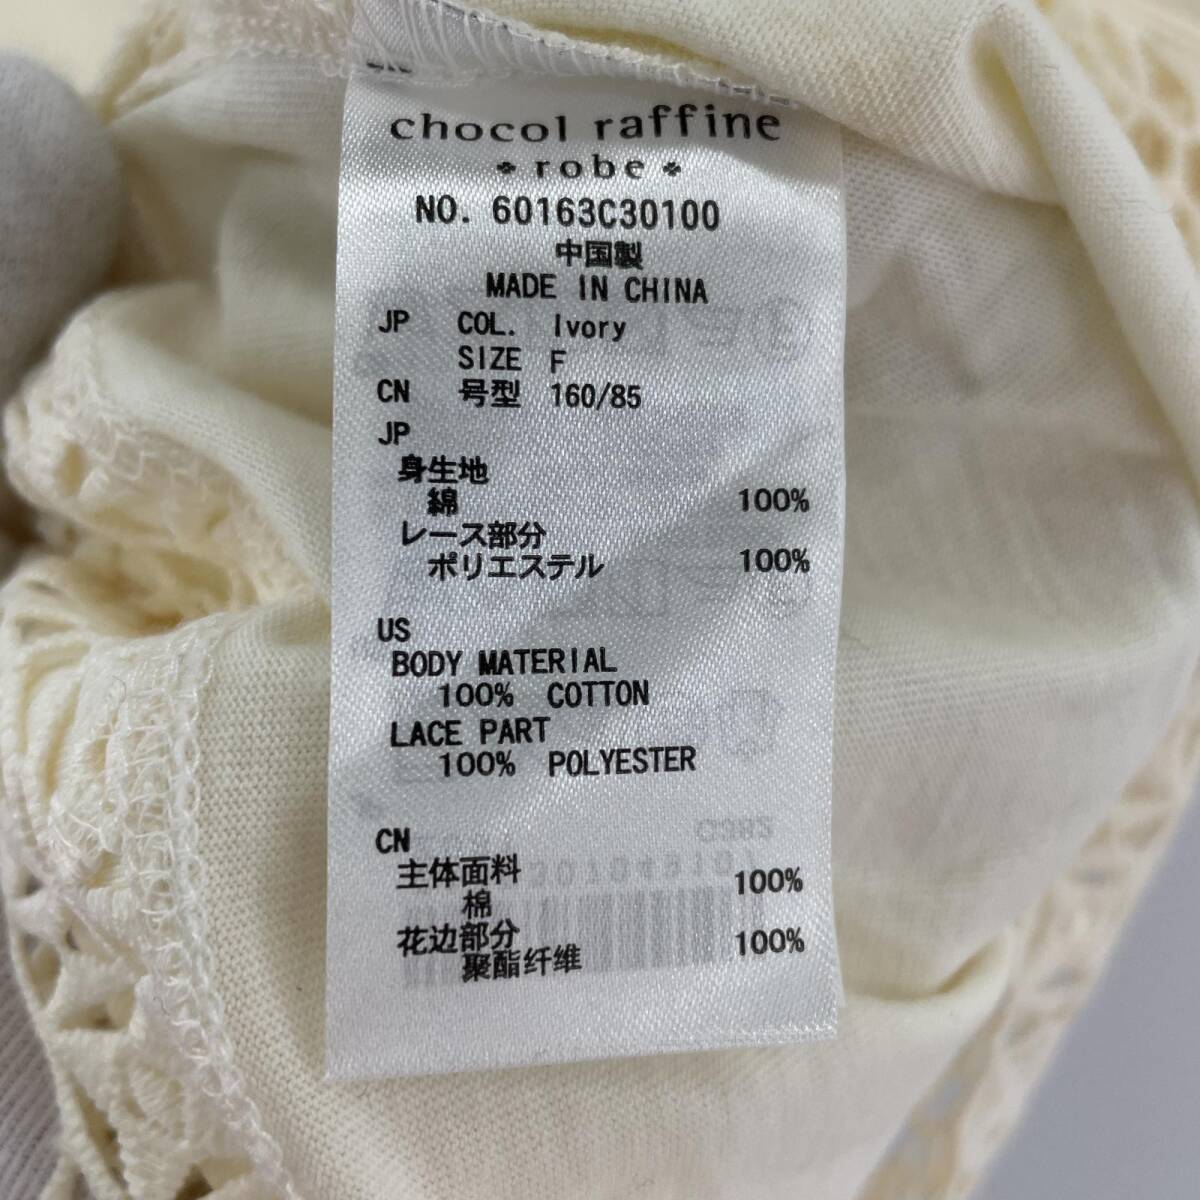 chocol raffine
robe
NO. 60163C30100
中国製
MADE IN CHINA
JP COL. Ivory
SIZE F
CN 号型 160/85
JP
身生地
綿 100%
レース部分
ポリエステル 100%
US
BODY MATERIAL
100% COTTON
LACE PART
100% POLYESTER
CN
主体面料
棉 100%
花边部分
聚酯纤维 100%